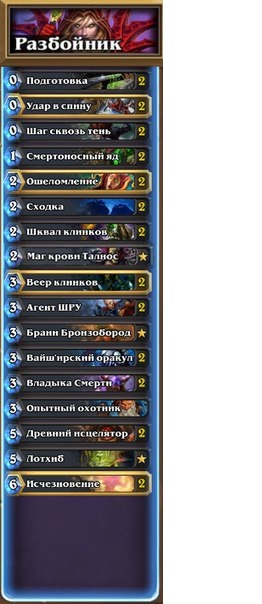 Разбойник
0 Подготовка 2
0 Удар в спину 2
0 Шаг сквозь тень 2
1 Смертоносный яд 2
2 Ошеломление 2
2 Сходка 2
2 Шквал клинков 2
2 Маг крови Талнос ★
3 Веер клинков 2
3 Агент ШРУ 2
3 Бранн Бронзобород ★
3 Вайш'ирский оракул 2
3 Владыка Смерти 2
3 Опытный охотник
5 Древний исцелятор 2
5 Лотхиб ★
6 Исчезновение 2